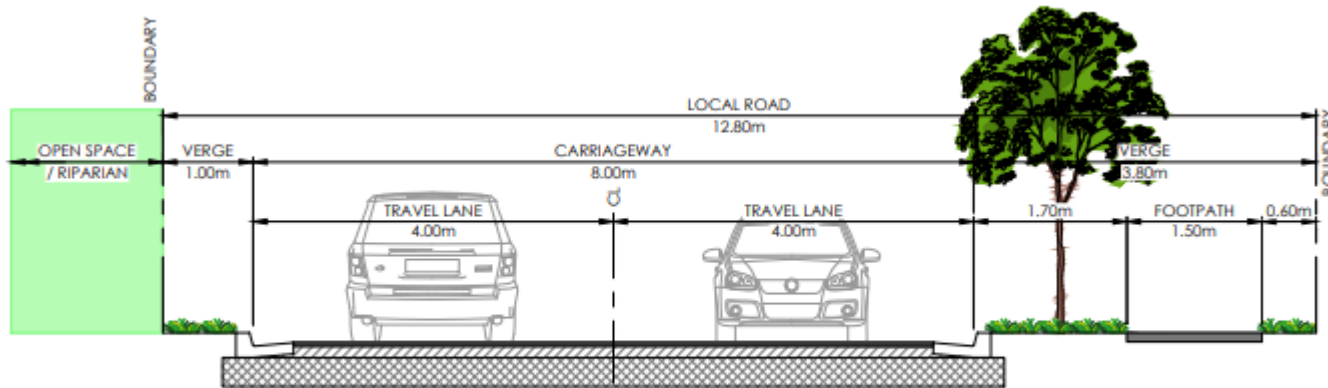 BOUNDARY
LOCAL ROAD
12.80m
BOUNDARY
OPEN SPACE
/ RIPARIAN
VERGE
1.00m
CARRIAGEWAY
8.00m
VERGE
3.80m
TRAVEL LANE
4.00m
TRAVEL LANE
4.00m
1.70m
FOOTPATH
1.50m
0.60m